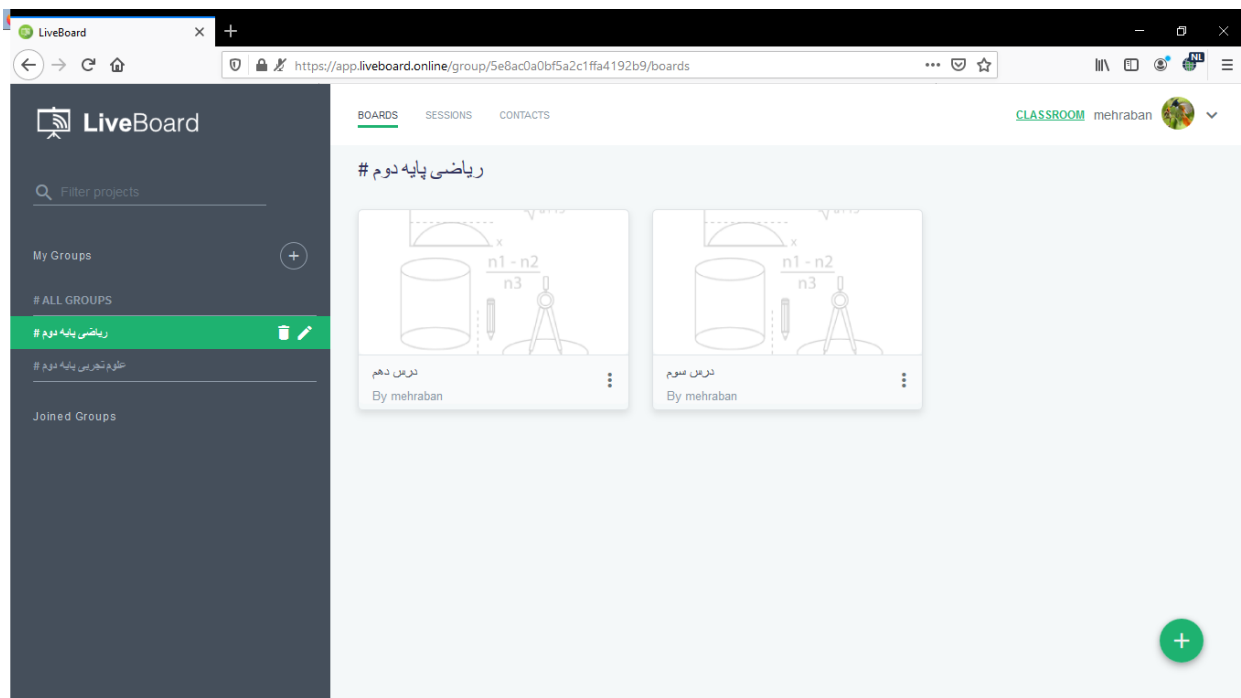 LiveBoard
https://app.liveboard.online/group/5e8ac0a0bf5a2c1ffa4192b9/boards
NL
LiveBoard
BOARDS SESSIONS CONTACTS
CLASSROOM mehraban
Filter projects
My Groups
# ALL GROUPS
ریاضی پایه دوم #
علوم تجربی پایه دوم #
Joined Groups
ریاضی پایه دوم #
x
n1 - n2
n3
درس دهم
By mehraban
x
n1 - n2
n3
درس سوم
By mehraban